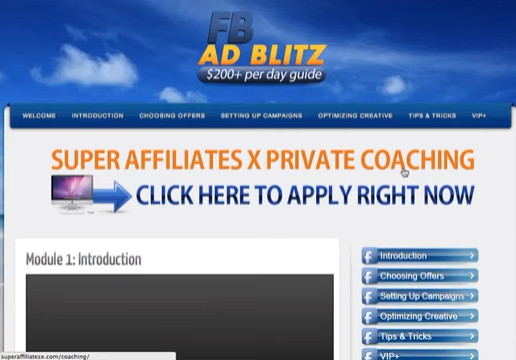 FB
AD BLITZ
$200+ per day guide
WELCOME INTRODUCTION CHOOSING OFFERS SETTING UP CAMPAIGNS OPTIMIZING CREATIVE TIPS & TRICKS VIP+
SUPER AFFILIATES X PRIVATE COACHING
CLICK HERE TO APPLY RIGHT NOW
Module 1: Introduction
f Introduction
f Choosing Offers
f Setting Up Campaigns
f Optimizing Creative
f Tips & Tricks
f VIP+
superaffiliatesx.com/coaching/